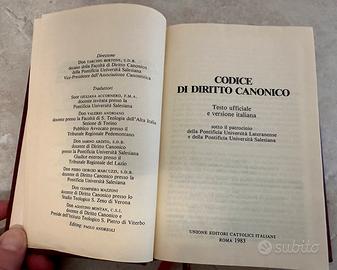 Direzione
DON TARCISIO BERTONE, S.D.B.
decano della Facoltà di Diritto Canonico
della Pontificia Università Salesiana
Vice-Presidente dell'Associazione Canonistica
Traduttori:
SUOR GIULIANA ACCORNERO, F.M.A.
docente invitata presso la
Pontificia Università Salesiana
DON VALERIO ANDRIANO
docente presso la Facoltà di S. Teologia dell'Alta Italia
Sezione di Torino
Pubblico Avvocato presso il
Tribunale Regionale Pedemontano
DON SABINO ARDITO, S.D.B.
docente di Diritto Canonico
presso la Pontificia Università Salesiana
Giudice esterno presso il
Tribunale Regionale del Lazio
DON PIERO GIORGIO MARCUZZI, S.D.B.
docente di Diritto Canonico presso la
Pontificia Università Salesiana
DON GIAMPIERO MAZZONI
docente di Diritto Canonico presso lo
Studio Teologico S. Zeno di Verona
DON AGOSTINO MONTAN, C.S.I.
docente di Diritto Canonico e
Preside dell'Istituto Teologico S. Pietro di Viterbo
Editing: PAOLO ANDREOLI
CODICE
DI DIRITTO CANONICO
Testo ufficiale
e versione italiana
sotto il patrocinio
della Pontificia Università Lateranense
e della Pontificia Università Salesiana
UNIONE EDITORI CATTOLICI ITALIANI
ROMA 1983
subito